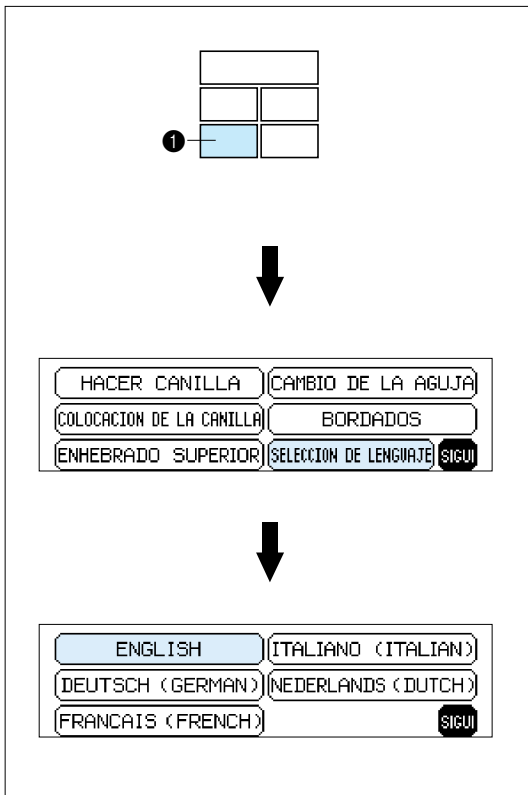 1
HACER CANILLA CAMBIO DE LA AGUJA
COLOCACION DE LA CANILLA BORDADOS
ENHEBRADO SUPERIOR SELECCION DE LENGUAJE SIGUI
ENGLISH ITALIANO (ITALIAN)
DEUTSCH (GERMAN) NEDERLANDS (DUTCH)
FRANCAIS (FRENCH) SIGUI